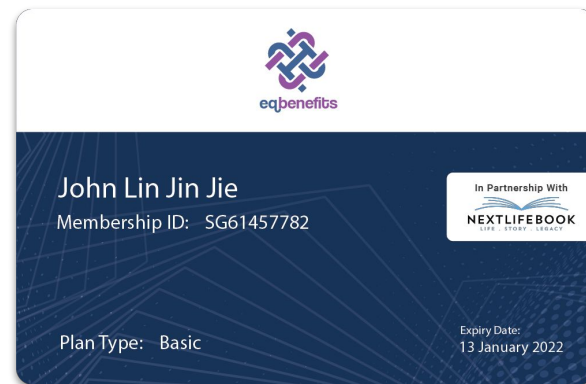 eqbenefits
John Lin Jin Jie
Membership ID: SG61457782
In Partnership With
NEXTLIFEBOOK
LIFE . STORY . LEGACY
Plan Type: Basic
Expiry Date:
13 January 2022